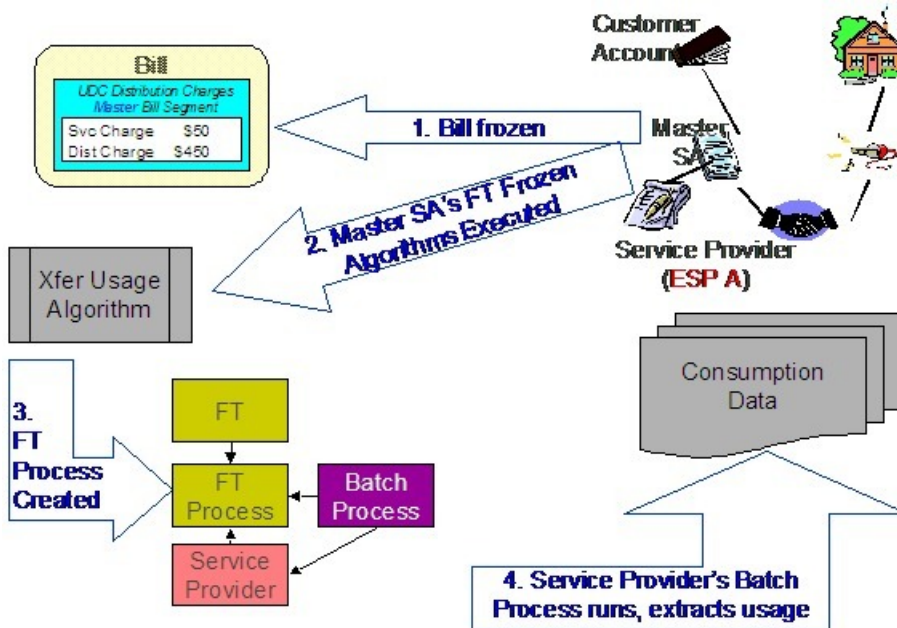 Customer
Account
Bill
UDC Distribution Charges
Master Bill Segment
Svc Charge $50
Dist Charge $450
1. Bill frozen
Master
SA
2. Master SA's FT Frozen
Algorithms Executed
Service Provider
(ESP A)
Xfer Usage
Algorithm
Consumption
Data
3.
FT
Process
Created
FT
FT
Process
Batch
Process
Service
Provider
4. Service Provider's Batch
Process runs, extracts usage